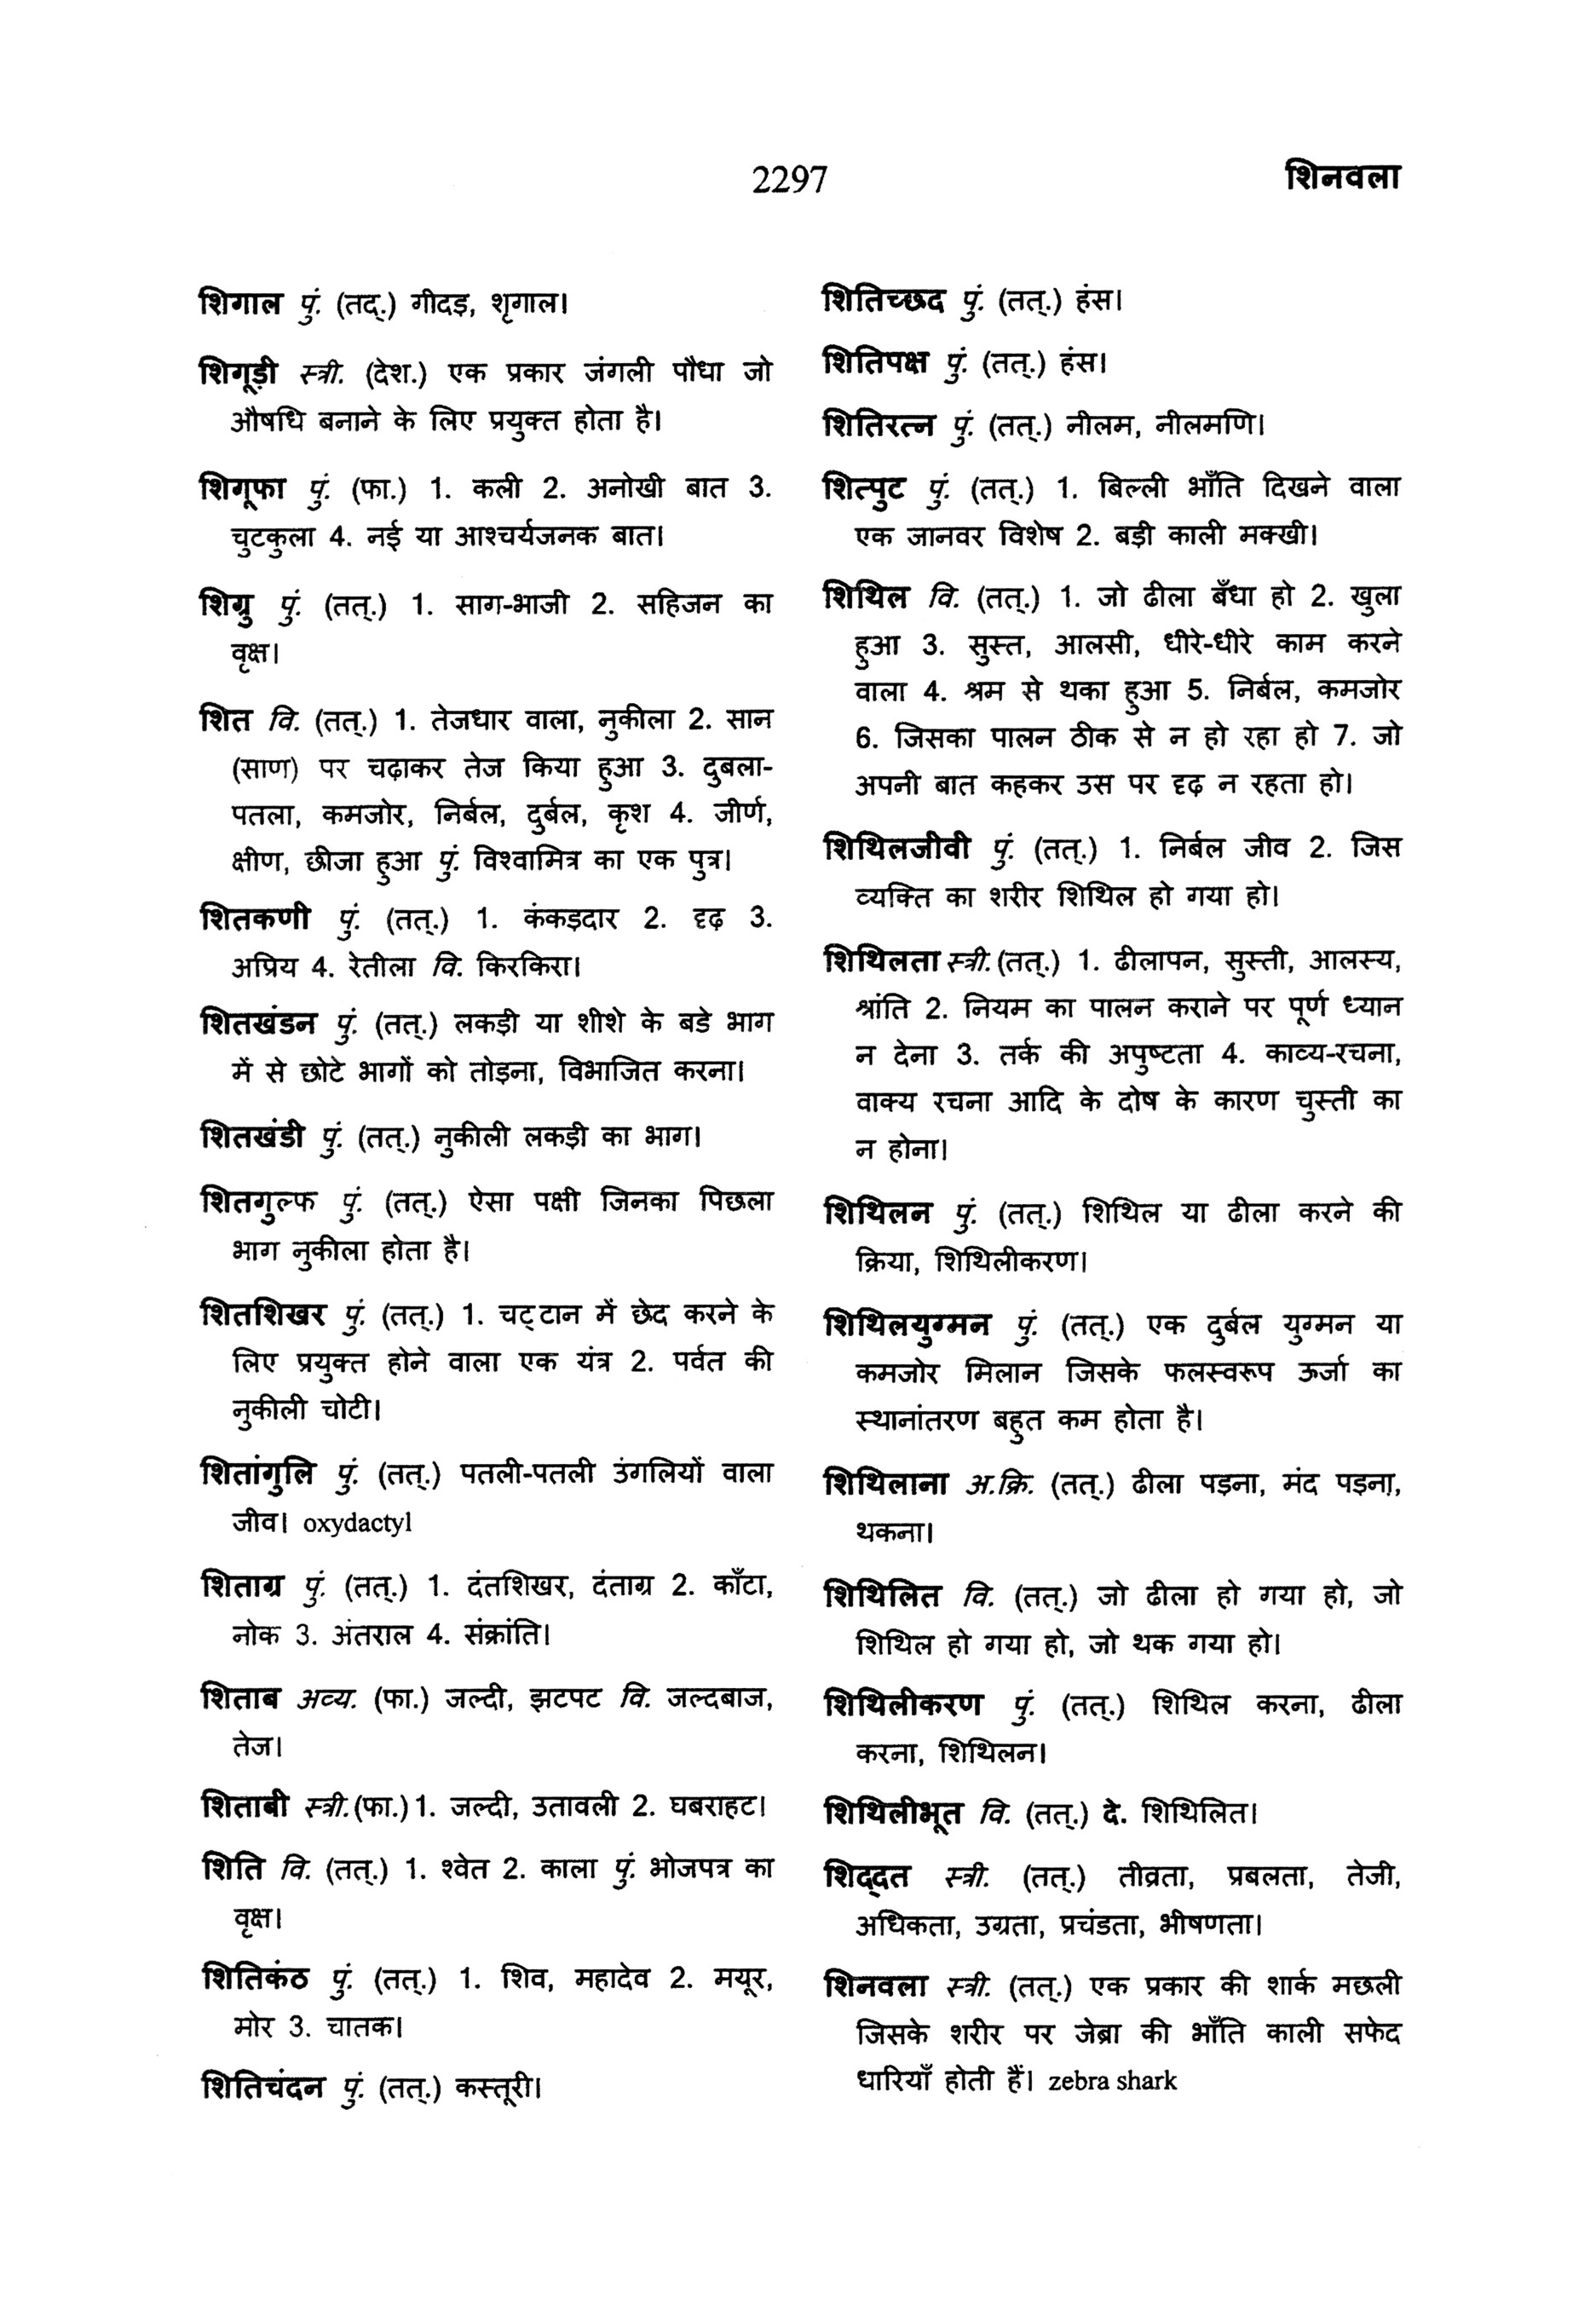 2297
शिनवला
शिगाल पुं. (तद्.) गीदड़, शृगाल।
शिगूड़ी स्त्री. (देश.) एक प्रकार जंगली पौधा जो
औषधि बनाने के लिए प्रयुक्त होता है।
शिगूफा पुं. (फा.) 1. कली 2. अनोखी बात 3.
चुटकुला 4. नई या आश्चर्यजनक बात।
शिग्रु पुं. (तत्.) 1. साग-भाजी 2. सहिजन का
वृक्ष।
शित वि. (तत्.) 1. तेजधार वाला, नुकीला 2. सान
(साण) पर चढ़ाकर तेज किया हुआ 3. दुबला-
पतला, कमजोर, निर्बल, दुर्बल, कृश 4. जीर्ण,
क्षीण, छीजा हुआ पुं. विश्वामित्र का एक पुत्र।
शितकणी पुं. (तत्.) 1. कंकड़दार 2. दृढ़ 3.
अप्रिय 4. रेतीला वि. किरकिरा।
शितखंडन पुं. (तत्.) लकड़ी या शीशे के बडे भाग
में से छोटे भागों को तोड़ना, विभाजित करना।
शितखंडी पुं. (तत्.) नुकीली लकड़ी का भाग।
शितगुल्फ पुं. (तत्.) ऐसा पक्षी जिनका पिछला
भाग नुकीला होता है।
शितशिखर पुं. (तत्.) 1. चट्टान में छेद करने के
लिए प्रयुक्त होने वाला एक यंत्र 2. पर्वत की
नुकीली चोटी।
शितांगुलि पुं. (तत्.) पतली-पतली उंगलियों वाला
जीव। oxydactyl
शिताग्र पुं. (तत्.) 1. दंतशिखर, दंताग्र 2. काँटा,
नोक 3. अंतराल 4. संक्रांति।
शिताब अव्य. (फा.) जल्दी, झटपट वि. जल्दबाज,
तेज।
शिताबी स्त्री. (फा.) 1. जल्दी, उतावली 2. घबराहट।
शिति वि. (तत्.) 1. श्वेत 2. काला पुं. भोजपत्र का
वृक्ष।
शितिकंठ पुं. (तत्.) 1. शिव, महादेव 2. मयूर,
मोर 3. चातक।
शितिचंदन पुं. (तत्.) कस्तूरी।
शितिच्छद पुं. (तत्.) हंस।
शितिपक्ष पुं. (तत्.) हंस।
शितिरत्न पुं. (तत्.) नीलम, नीलमणि।
शित्पुट पुं. (तत्.) 1. बिल्ली भाँति दिखने वाला
एक जानवर विशेष 2. बड़ी काली मक्खी।
शिथिल वि. (तत्.) 1. जो ढीला बँधा हो 2. खुला
हुआ 3. सुस्त, आलसी, धीरे-धीरे काम करने
वाला 4. श्रम से थका हुआ 5. निर्बल, कमजोर
6. जिसका पालन ठीक से न हो रहा हो 7. जो
अपनी बात कहकर उस पर दृढ़ न रहता हो।
शिथिलजीवी पुं. (तत्.) 1. निर्बल जीव 2. जिस
व्यक्ति का शरीर शिथिल हो गया हो।
शिथिलता स्त्री. (तत्.) 1. ढीलापन, सुस्ती, आलस्य,
श्रांति 2. नियम का पालन कराने पर पूर्ण ध्यान
न देना 3. तर्क की अपुष्टता 4. काव्य-रचना,
वाक्य रचना आदि के दोष के कारण चुस्ती का
न होना।
शिथिलन पुं. (तत्.) शिथिल या ढीला करने की
क्रिया, शिथिलीकरण।
शिथिलयुग्मन पुं. (तत्.) एक दुर्बल युग्मन या
कमजोर मिलान जिसके फलस्वरूप ऊर्जा का
स्थानांतरण बहुत कम होता है।
शिथिलाना अ.क्रि. (तत्.) ढीला पड़ना, मंद पड़ना,
थकना।
शिथिलित वि. (तत्.) जो ढीला हो गया हो, जो
शिथिल हो गया हो, जो थक गया हो।
शिथिलीकरण पुं. (तत्.) शिथिल करना, ढीला
करना, शिथिलन।
शिथिलीभूत वि. (तत्.) दे. शिथिलित।
शिद्दत स्त्री. (तत्.) तीव्रता, प्रबलता, तेजी,
अधिकता, उग्रता, प्रचंडता, भीषणता।
शिनवला स्त्री. (तत्.) एक प्रकार की शार्क मछली
जिसके शरीर पर जेब्रा की भाँति काली सफेद
धारियाँ होती हैं। zebra shark